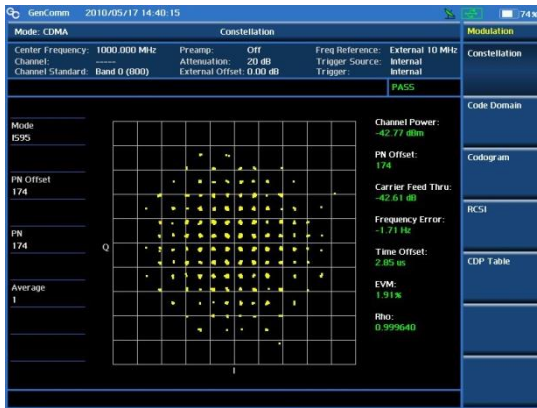 GenComm 2010/05/17 14:40:15 74%
Mode: CDMA Constellation Modulation
Center Frequency: 1000.000 MHz Preamp: Off Freq Reference: External 10 MHz
Channel: ----- Attenuation: 20 dB Trigger Source: Internal
Channel Standard: Band 0 (800) External Offset: 0.00 dB Trigger: Internal
PASS
Constellation
Code Domain
Codogram
RCSI
CDP Table
Mode
IS95
PN Offset
174
PN
174
Average
1
Q
I
Channel Power:
-42.77 dBm
PN Offset:
174
Carrier Feed Thru:
-42.61 dB
Frequency Error:
-1.71 Hz
Time Offset:
2.85 us
EVM:
1.91%
Rho:
0.999640